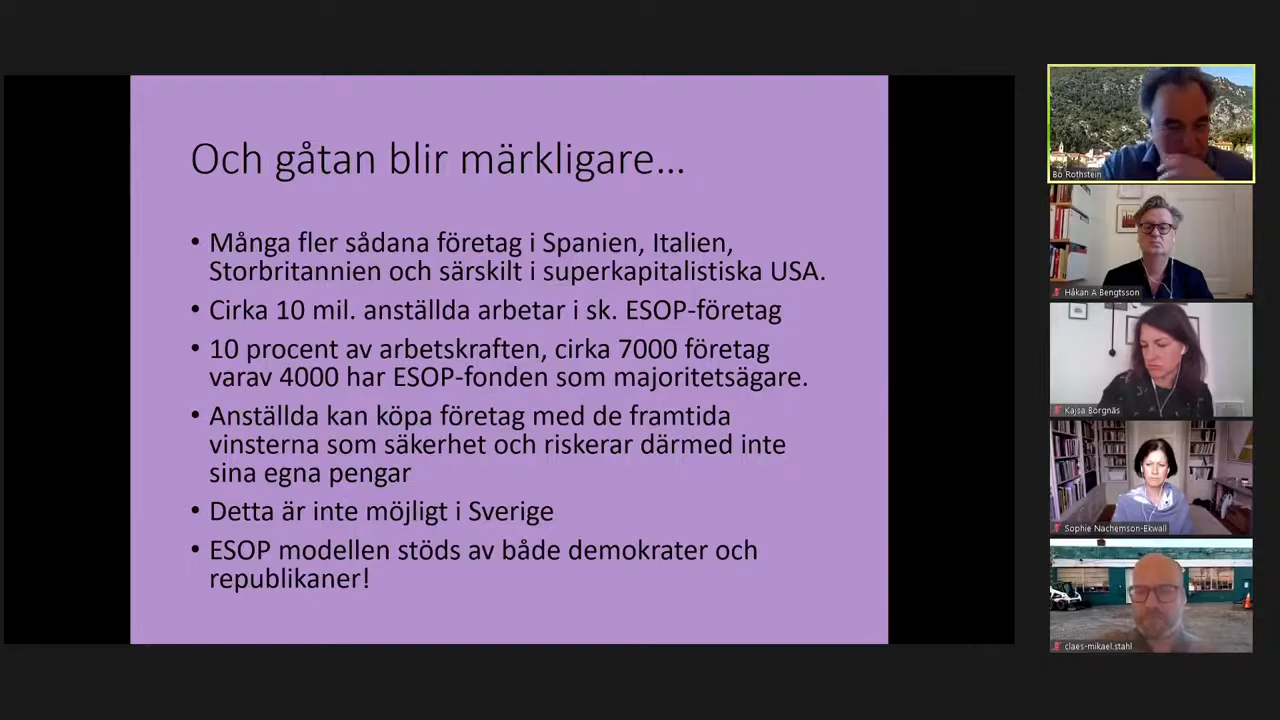 Och gåtan blir märkligare...
• Många fler sådana företag i Spanien, Italien,
Storbritannien och särskilt i superkapitalistiska USA.
• Cirka 10 mil. anställda arbetar i sk. ESOP-företag
• 10 procent av arbetskraften, cirka 7000 företag
varav 4000 har ESOP-fonden som majoritetsägare.
• Anställda kan köpa företag med de framtida
vinsterna som säkerhet och riskerar därmed inte
sina egna pengar
• Detta är inte möjligt i Sverige
• ESOP modellen stöds av både demokrater och
republikaner!
Bo Rothstein
Håkan A Bengtsson
Kajsa Borgnäs
Sophie Nachemson-Ekwall
claes-mikael.stahl